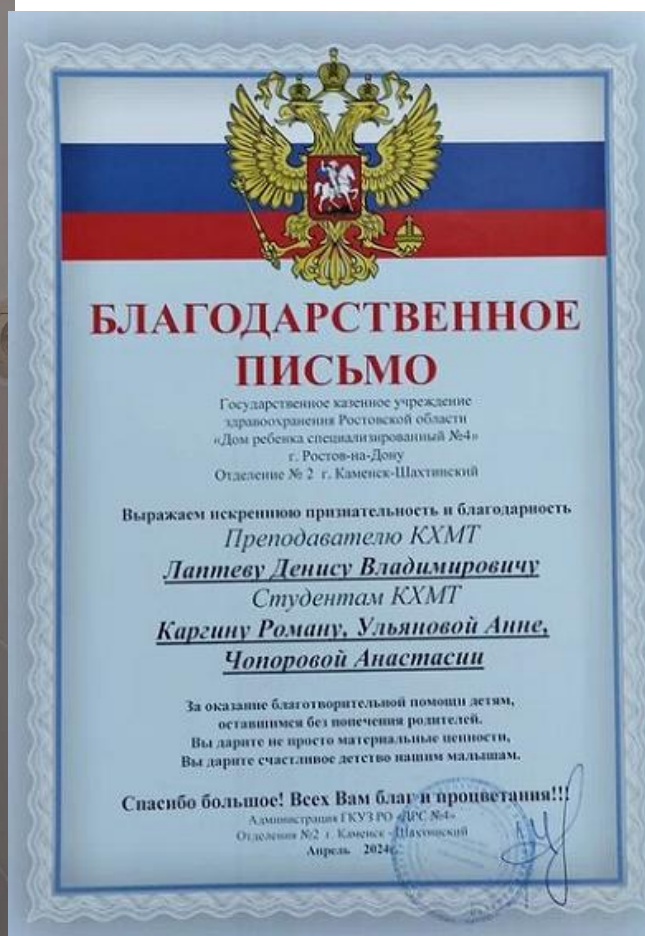 БЛАГОДАРСТВЕННОЕ
ПИСЬМО
Государственное казенное учреждение
здравоохранения Ростовской области
«Дом ребенка специализированный №4»
г. Ростов-на-Дону
Отделение № 2 г. Каменск-Шахтинский
Выражаем искреннюю признательность и благодарность
Преподавателю КХМТ
Лаптеву Денису Владимировичу
Студентам КХМТ
Каргину Роману, Ульяновой Анне,
Чопоровой Анастасии
За оказание благотворительной помощи детям,
оставшимся без попечения родителей.
Вы дарите не просто материальные ценности,
Вы дарите счастливое детство нашим малышам.
Спасибо большое! Всех Вам благ и процветания!!!
Администрация ГКУЗ РО «ДРС №4»
Отделения №2 г. Каменск - Шахтинский
Апрель 2024г.